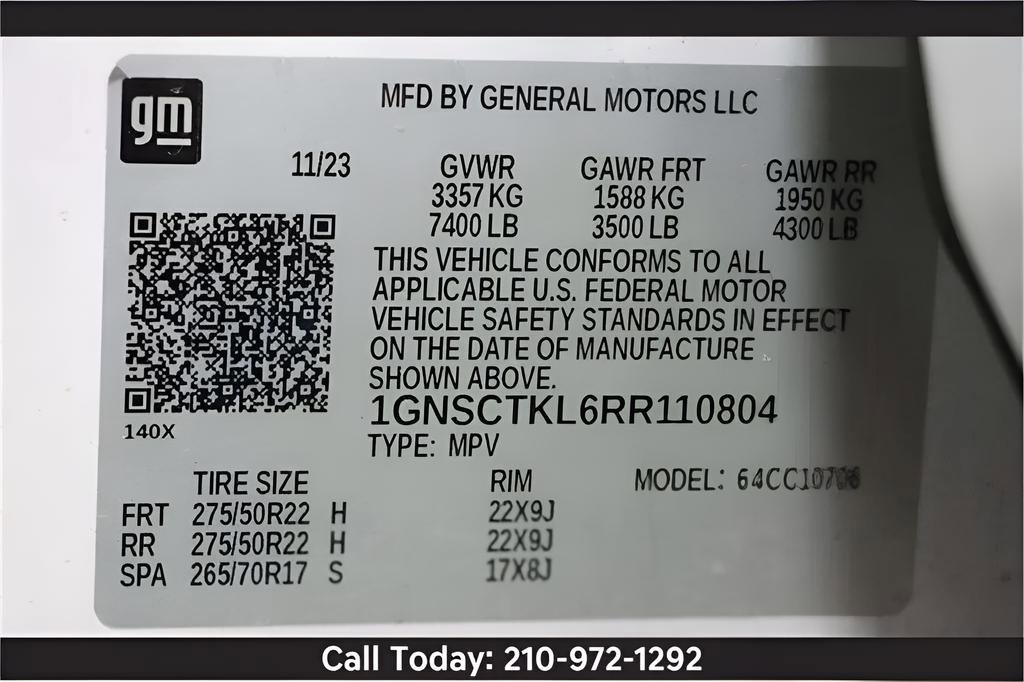 gm
MFD BY GENERAL MOTORS LLC
11/23 GVWR GAWR FRT GAWR RR
3357 KG 1588 KG 1950 KG
7400 LB 3500 LB 4300 LB
THIS VEHICLE CONFORMS TO ALL
APPLICABLE U.S. FEDERAL MOTOR
VEHICLE SAFETY STANDARDS IN EFFECT
ON THE DATE OF MANUFACTURE
SHOWN ABOVE.
1GNSCTKL6RR110804
140X
TYPE: MPV
TIRE SIZE RIM MODEL:
FRT 275/50R22 H 22X9J
RR 275/50R22 H 22X9J
SPA 265/70R17 S 17X8J
Call Today: 210-972-1292